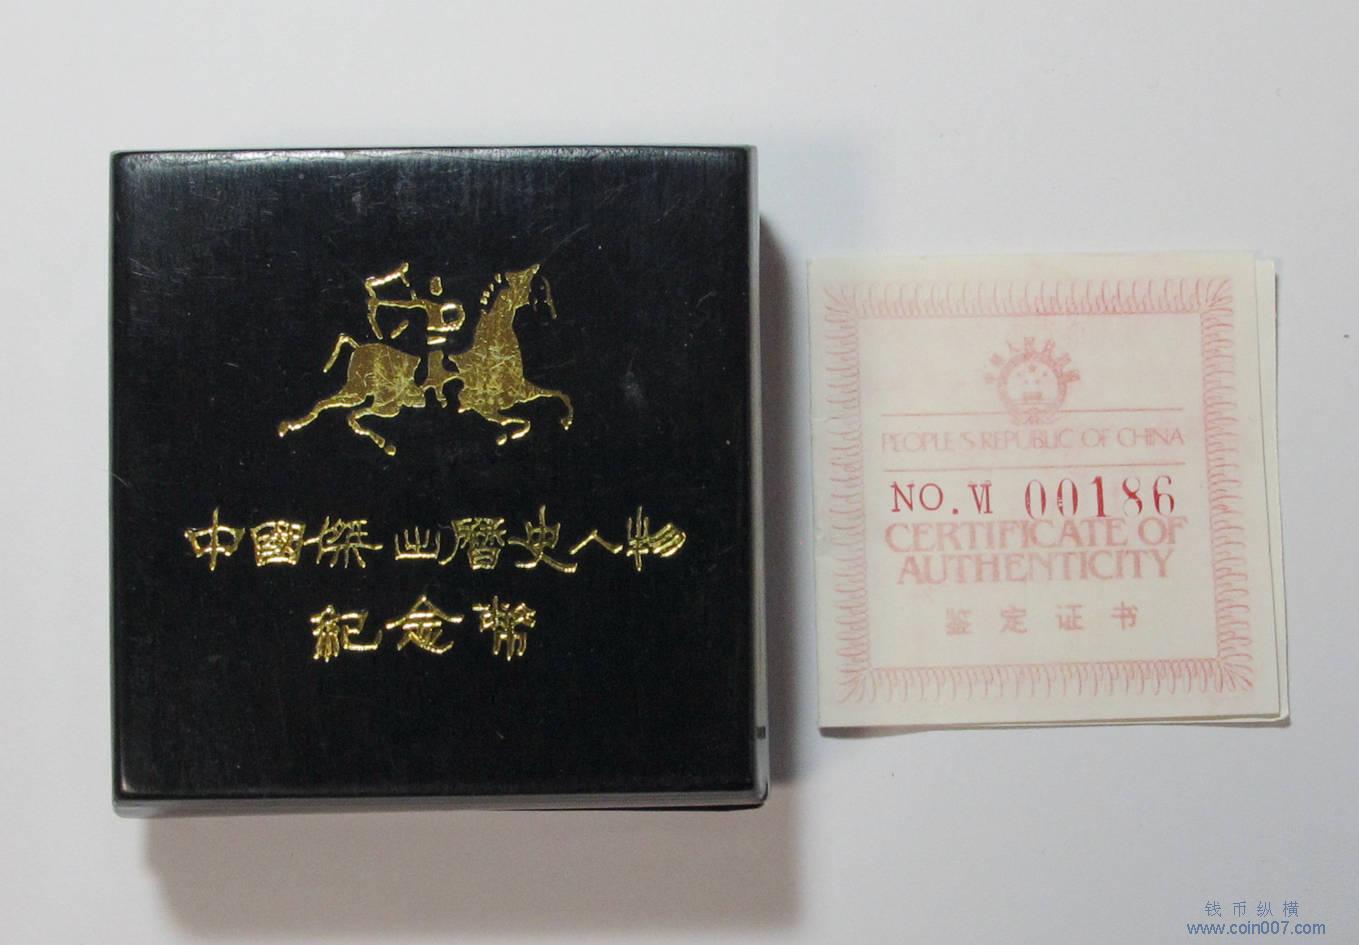 中國傑出曆史人物
紀念幣
PEOPLE'S REPUBLIC OF CHINA
NO. Ⅵ 00186
CERTIFICATE OF
AUTHENTICITY
鉴定证书
钱币纵横
www.coin007.com